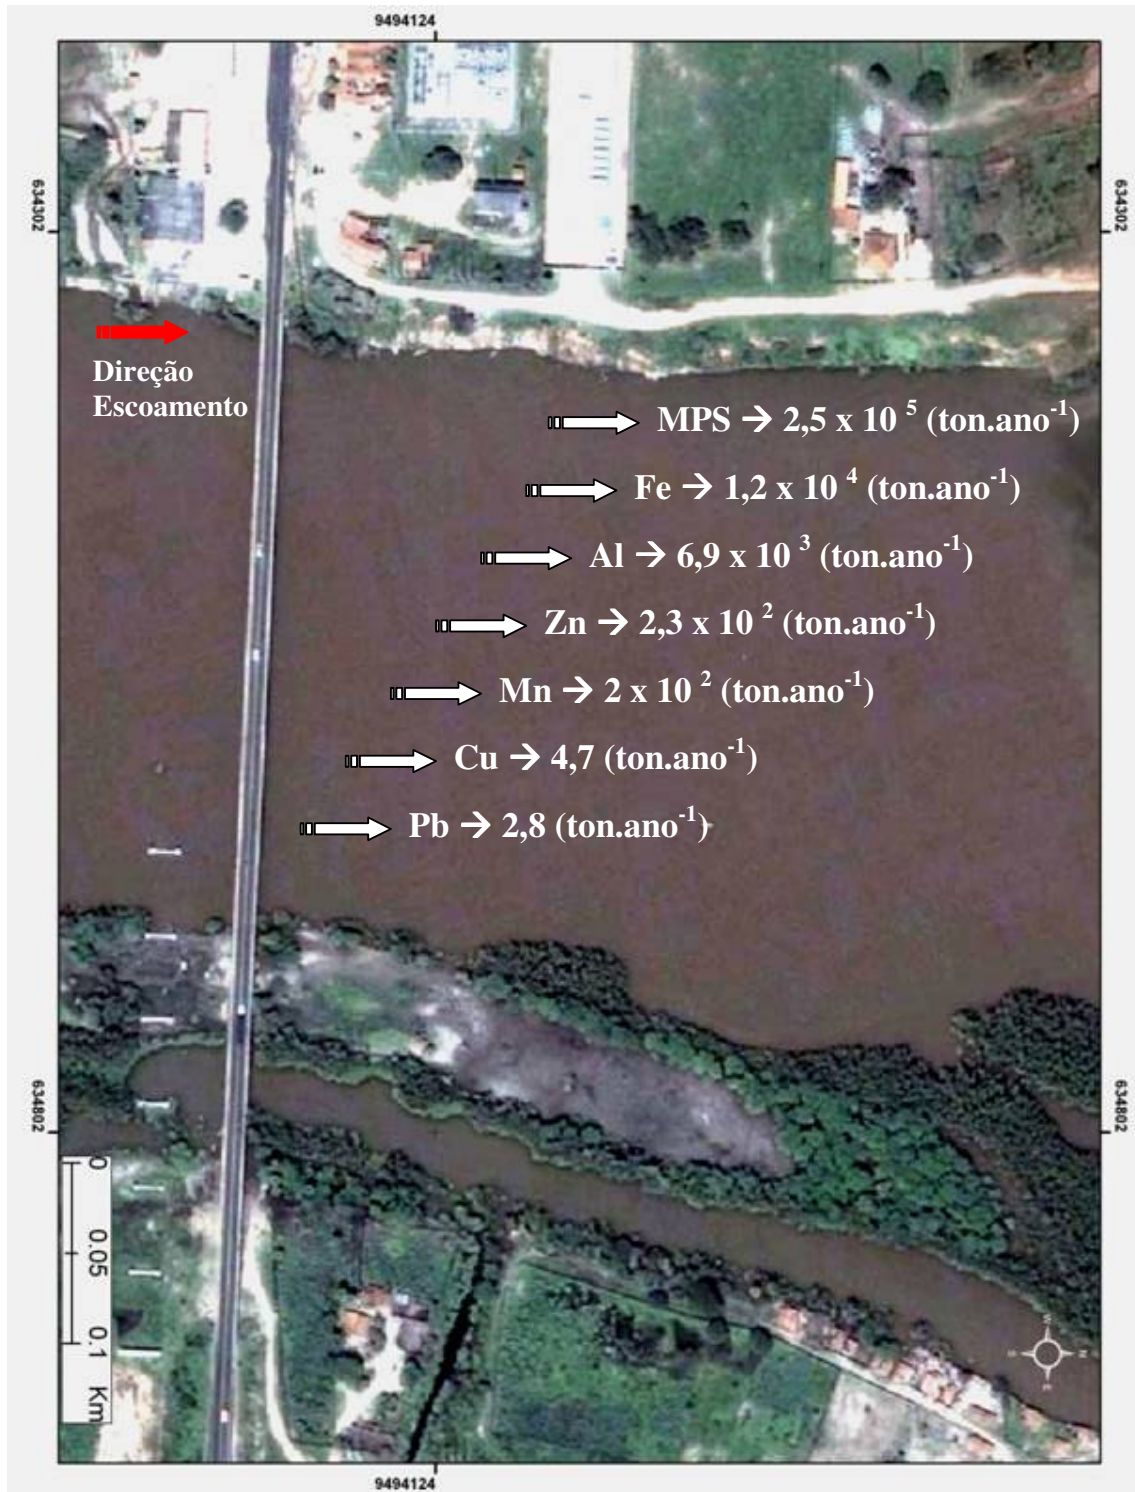 9494124
634302
634302
Direção
Escoamento
MPS → 2,5 x 10 ⁵ (ton.ano⁻¹)
Fe → 1,2 x 10 ⁴ (ton.ano⁻¹)
Al → 6,9 x 10 ³ (ton.ano⁻¹)
Zn → 2,3 x 10 ² (ton.ano⁻¹)
Mn → 2 x 10 ² (ton.ano⁻¹)
Cu → 4,7 (ton.ano⁻¹)
Pb → 2,8 (ton.ano⁻¹)
634802
634802
0 0.05 0.1 Km
W
S N
E
9494124